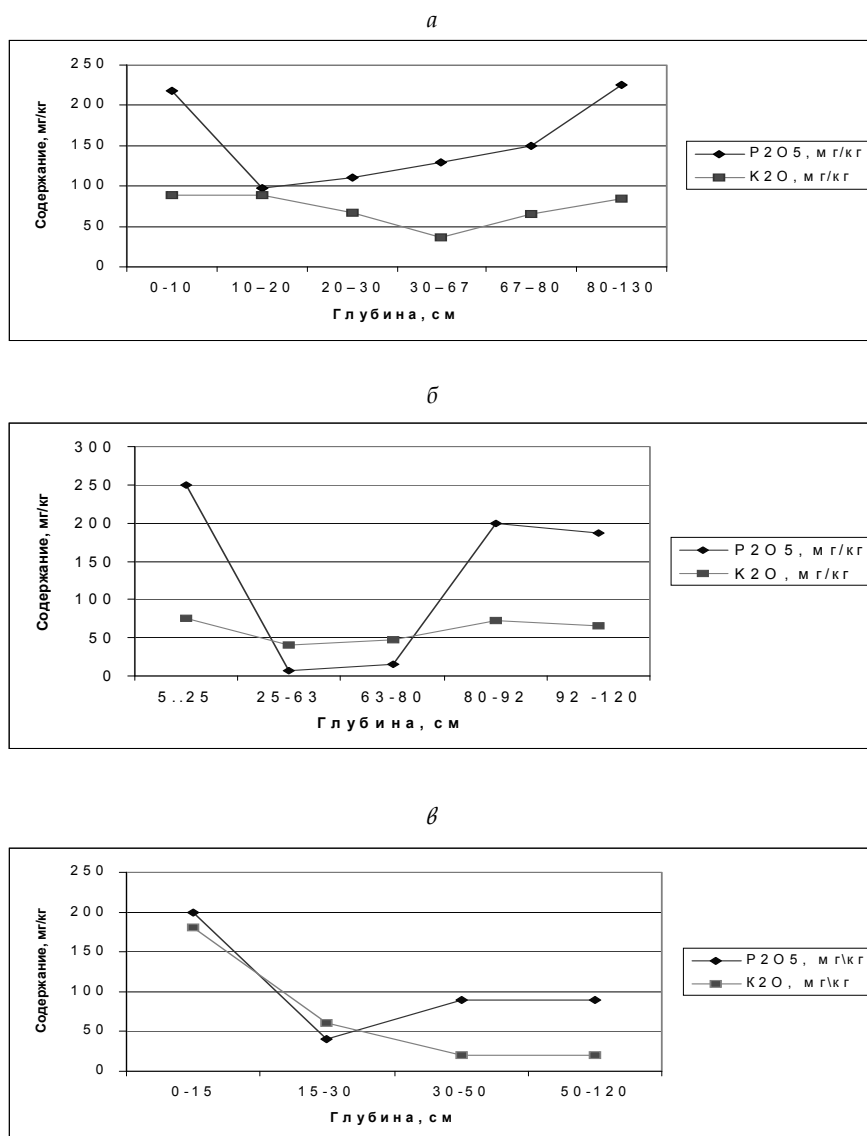 а
250
200
150
100
50
0
Содержание, мг/кг
0-10 10–20 20–30 30–67 67–80 80-130
Глубина, см
P2O5, мг/кг
K2O, мг/кг
б
300
250
200
150
100
50
0
Содержание, мг/кг
5..25 25-63 63-80 80-92 92 -120
Глубина, см
P2O5, мг/кг
K2O, мг/кг
в
250
200
150
100
50
0
Содержание, мг/кг
0-15 15-30 30-50 50-120
Глубина, см
P2O5, мг\кг
K2O, мг\кг